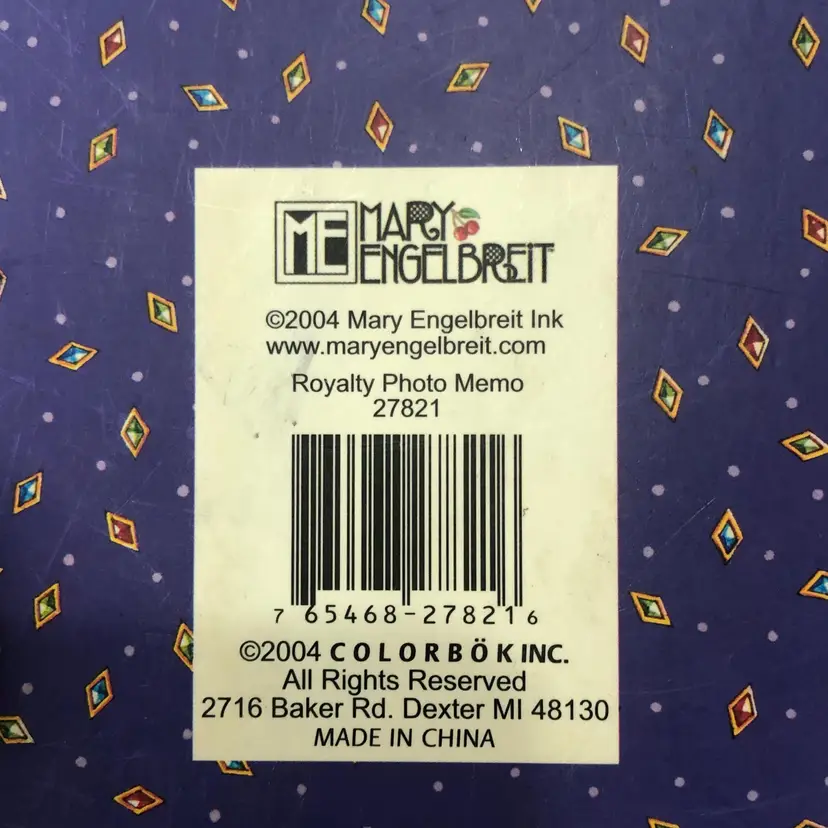 ME MARY
ENGELBREIT
©2004 Mary Engelbreit Ink
www.maryengelbreit.com
Royalty Photo Memo
27821
7 65468-27821 6
©2004 COLORBÖK INC.
All Rights Reserved
2716 Baker Rd. Dexter MI 48130
MADE IN CHINA